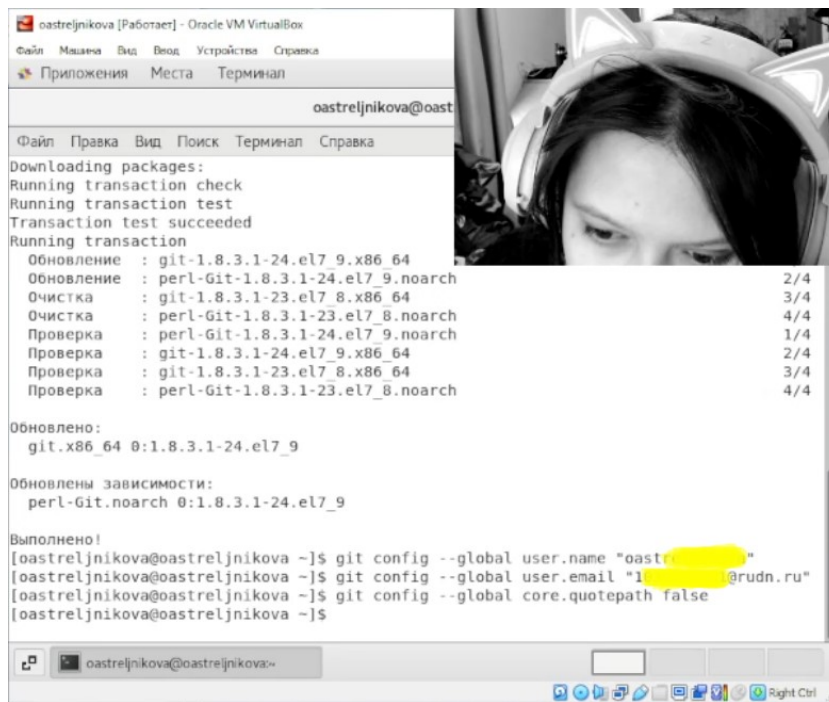 oastreljnikova [Работает] - Oracle VM VirtualBox
Файл Машина Вид Ввод Устройства Справка
Приложения Места Терминал
oastreljnikova@oast
Файл Правка Вид Поиск Терминал Справка
Downloading packages:
Running transaction check
Running transaction test
Transaction test succeeded
Running transaction
Обновление : git-1.8.3.1-24.el7_9.x86_64
Обновление : perl-Git-1.8.3.1-24.el7_9.noarch 2/4
Очистка : git-1.8.3.1-23.el7_8.x86_64 3/4
Очистка : perl-Git-1.8.3.1-23.el7_8.noarch 4/4
Проверка : perl-Git-1.8.3.1-24.el7_9.noarch 1/4
Проверка : git-1.8.3.1-24.el7_9.x86_64 2/4
Проверка : git-1.8.3.1-23.el7_8.x86_64 3/4
Проверка : perl-Git-1.8.3.1-23.el7_8.noarch 4/4
Обновлено:
git.x86_64 0:1.8.3.1-24.el7_9
Обновлены зависимости:
perl-Git.noarch 0:1.8.3.1-24.el7_9
Выполнено!
[oastreljnikova@oastreljnikova ~]$ git config --global user.name "oastr
[oastreljnikova@oastreljnikova ~]$ git config --global user.email "1 @rudn.ru"
[oastreljnikova@oastreljnikova ~]$ git config --global core.quotepath false
[oastreljnikova@oastreljnikova ~]$
oastreljnikova@oastreljnikova:~
Right Ctrl